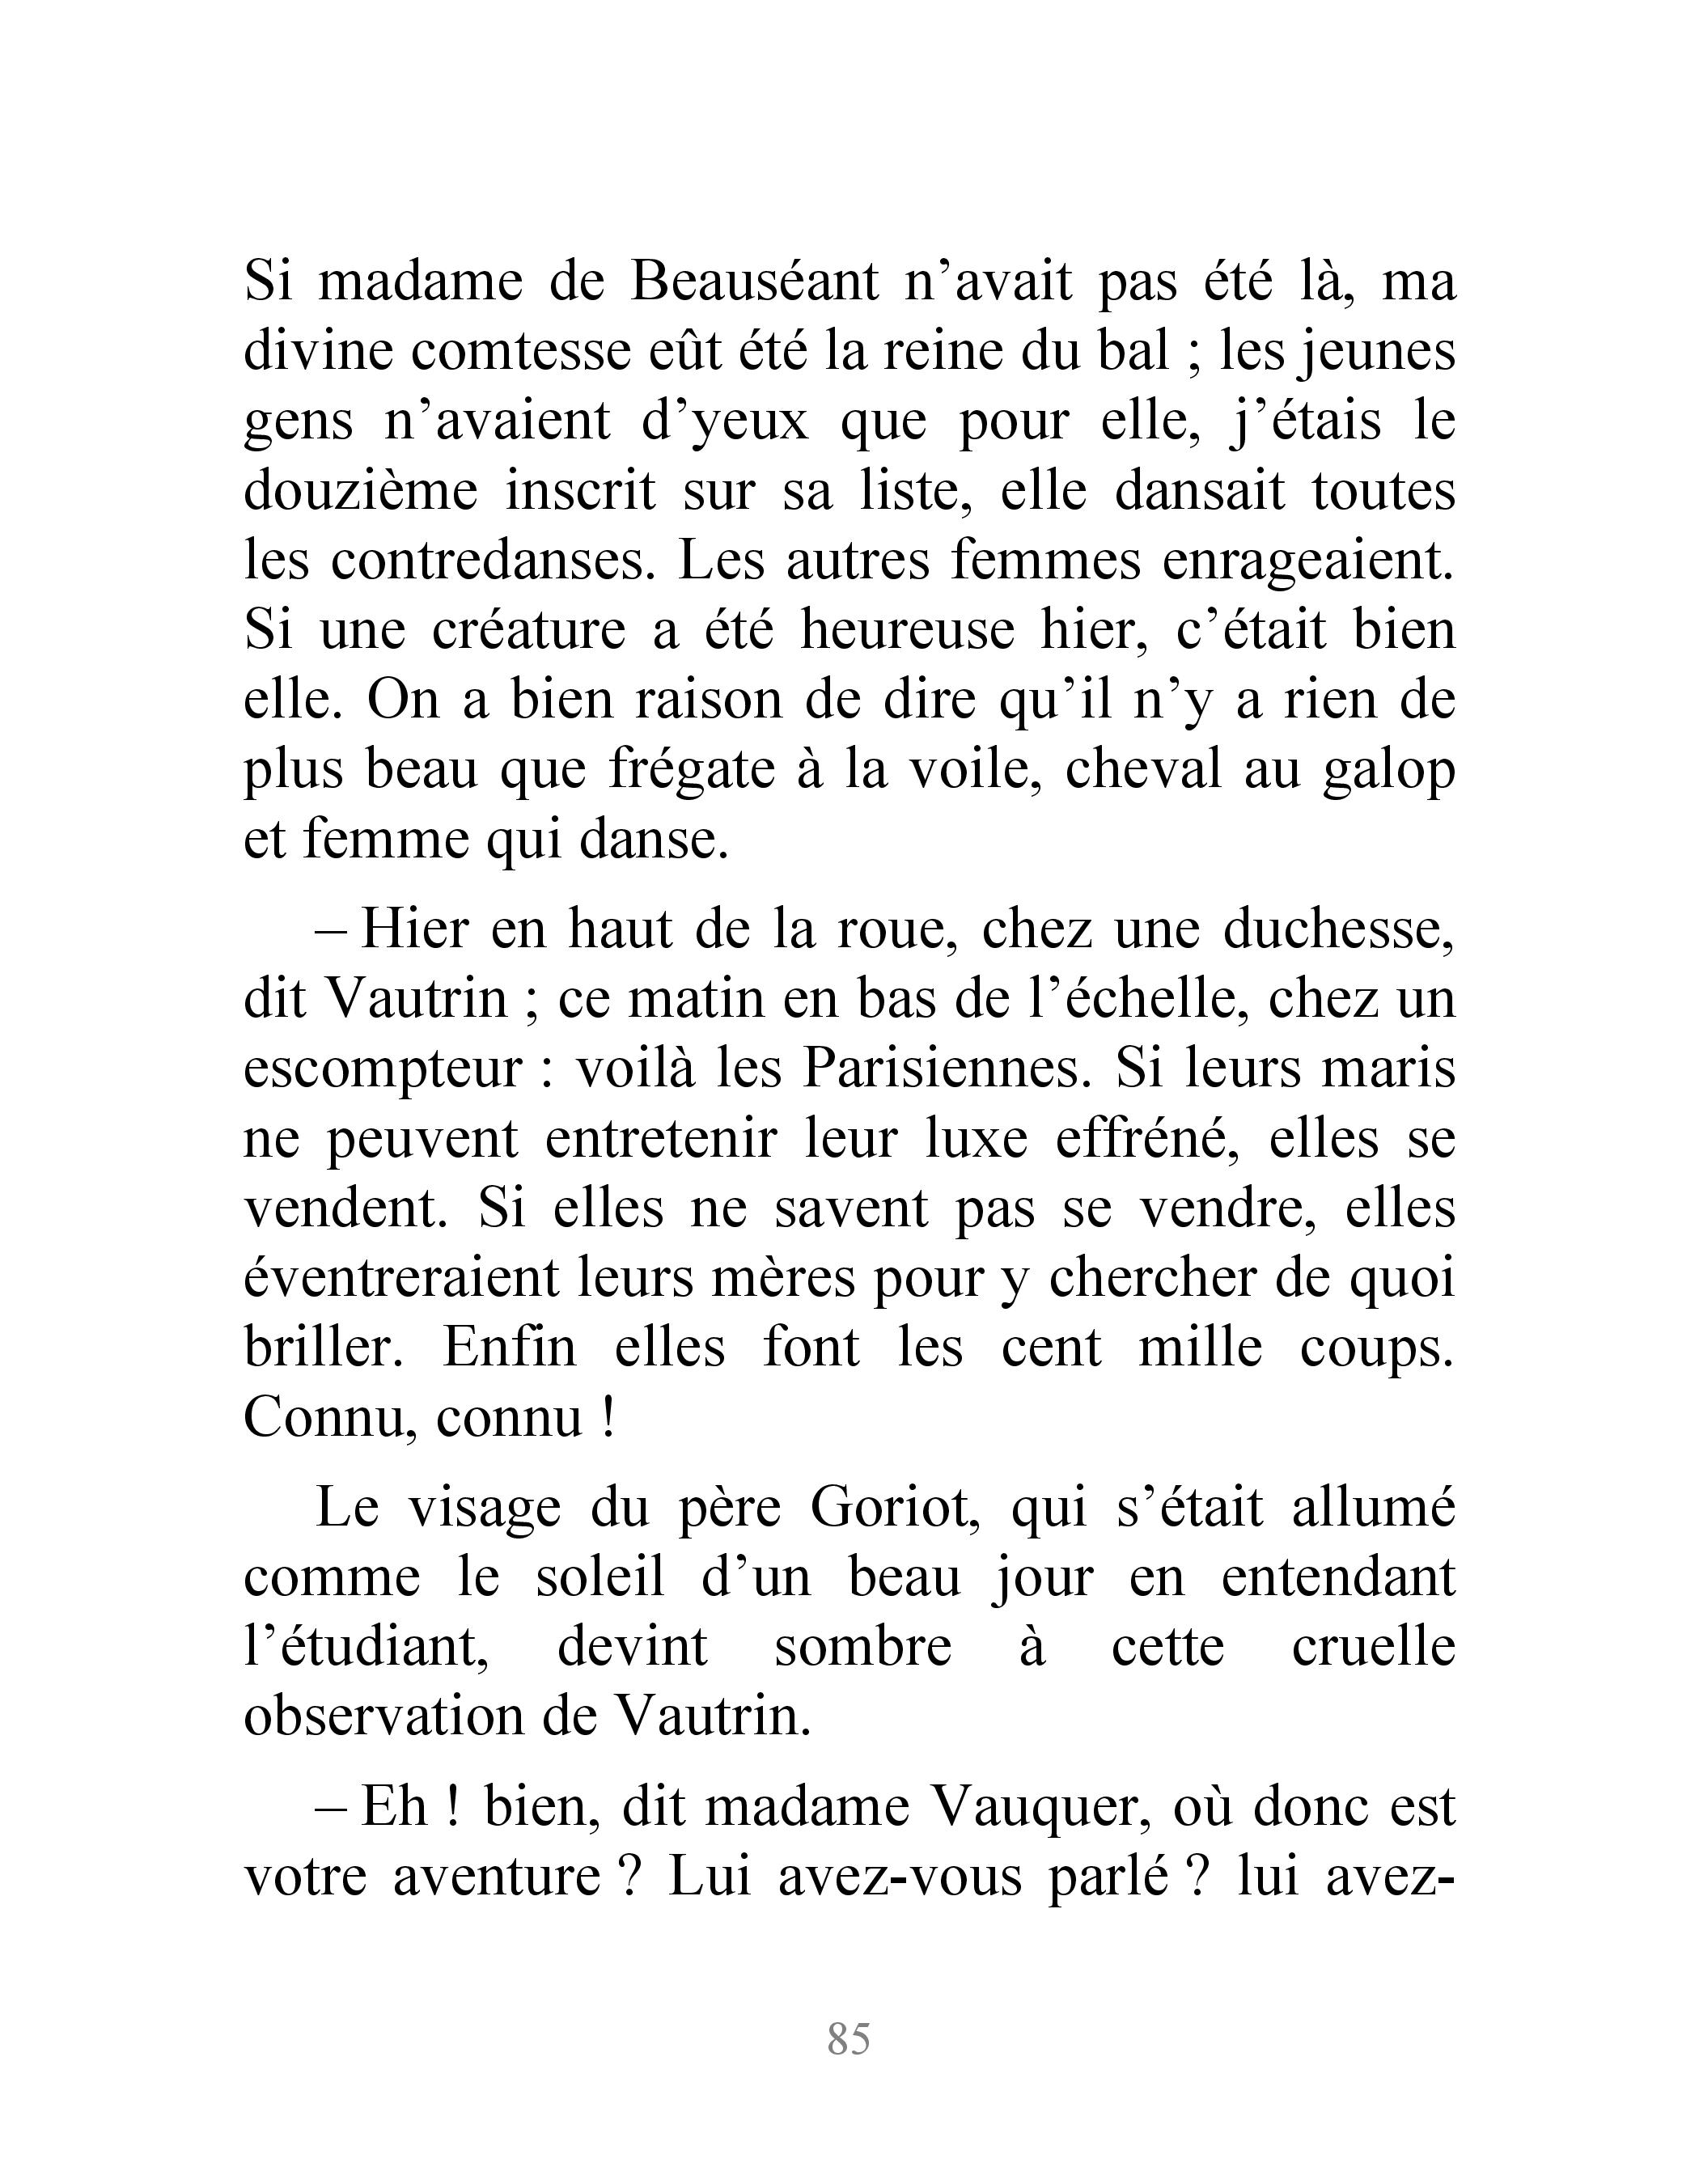 Si madame de Beauséant n’avait pas été là, ma
divine comtesse eût été la reine du bal ; les jeunes
gens n’avaient d’yeux que pour elle, j’étais le
douzième inscrit sur sa liste, elle dansait toutes
les contredanses. Les autres femmes enrageaient.
Si une créature a été heureuse hier, c’était bien
elle. On a bien raison de dire qu’il n’y a rien de
plus beau que frégate à la voile, cheval au galop
et femme qui danse.
– Hier en haut de la roue, chez une duchesse,
dit Vautrin ; ce matin en bas de l’échelle, chez un
escompteur : voilà les Parisiennes. Si leurs maris
ne peuvent entretenir leur luxe effréné, elles se
vendent. Si elles ne savent pas se vendre, elles
éventreraient leurs mères pour y chercher de quoi
briller. Enfin elles font les cent mille coups.
Connu, connu !
Le visage du père Goriot, qui s’était allumé
comme le soleil d’un beau jour en entendant
l’étudiant, devint sombre à cette cruelle
observation de Vautrin.
– Eh ! bien, dit madame Vauquer, où donc est
votre aventure ? Lui avez-vous parlé ? lui avez-
85